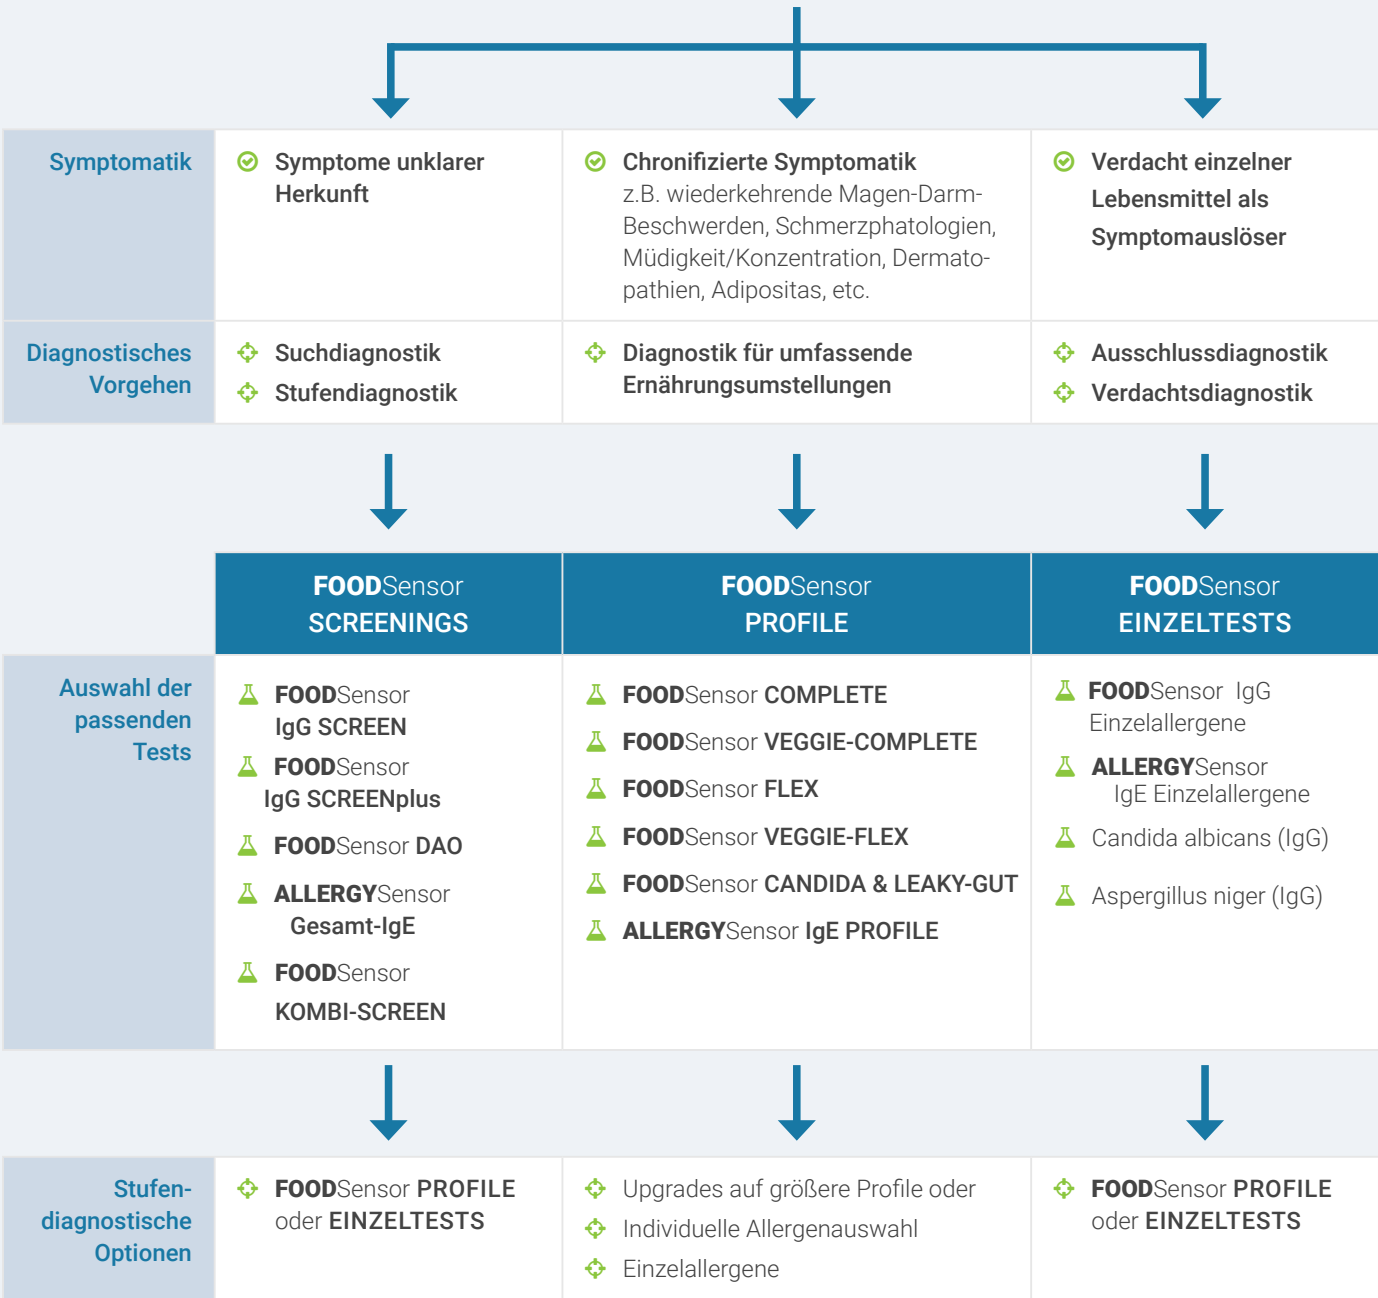 Symptomatik
Symptome unklarer
Herkunft
Chronifizierte Symptomatik
z.B. wiederkehrende Magen-Darm-
Beschwerden, Schmerzphatologien,
Müdigkeit/Konzentration, Dermato-
pathien, Adipositas, etc.
Verdacht einzelner
Lebensmittel als
Symptomauslöser
Diagnostisches
Vorgehen
Suchdiagnostik
Stufendiagnostik
Diagnostik für umfassende
Ernährungsumstellungen
Ausschlussdiagnostik
Verdachtsdiagnostik
FOODSensor
SCREENINGS
FOODSensor
PROFILE
FOODSensor
EINZELTESTS
Auswahl der
passenden
Tests
FOODSensor
IgG SCREEN
FOODSensor
IgG SCREENplus
FOODSensor DAO
ALLERGYSensor
Gesamt-IgE
FOODSensor
KOMBI-SCREEN
FOODSensor COMPLETE
FOODSensor VEGGIE-COMPLETE
FOODSensor FLEX
FOODSensor VEGGIE-FLEX
FOODSensor CANDIDA & LEAKY-GUT
ALLERGYSensor IgE PROFILE
FOODSensor IgG
Einzelallergene
ALLERGYSensor
IgE Einzelallergene
Candida albicans (IgG)
Aspergillus niger (IgG)
Stufen-
diagnostische
Optionen
FOODSensor PROFILE
oder EINZELTESTS
Upgrades auf größere Profile oder
Individuelle Allergenauswahl
Einzelallergene
FOODSensor PROFILE
oder EINZELTESTS